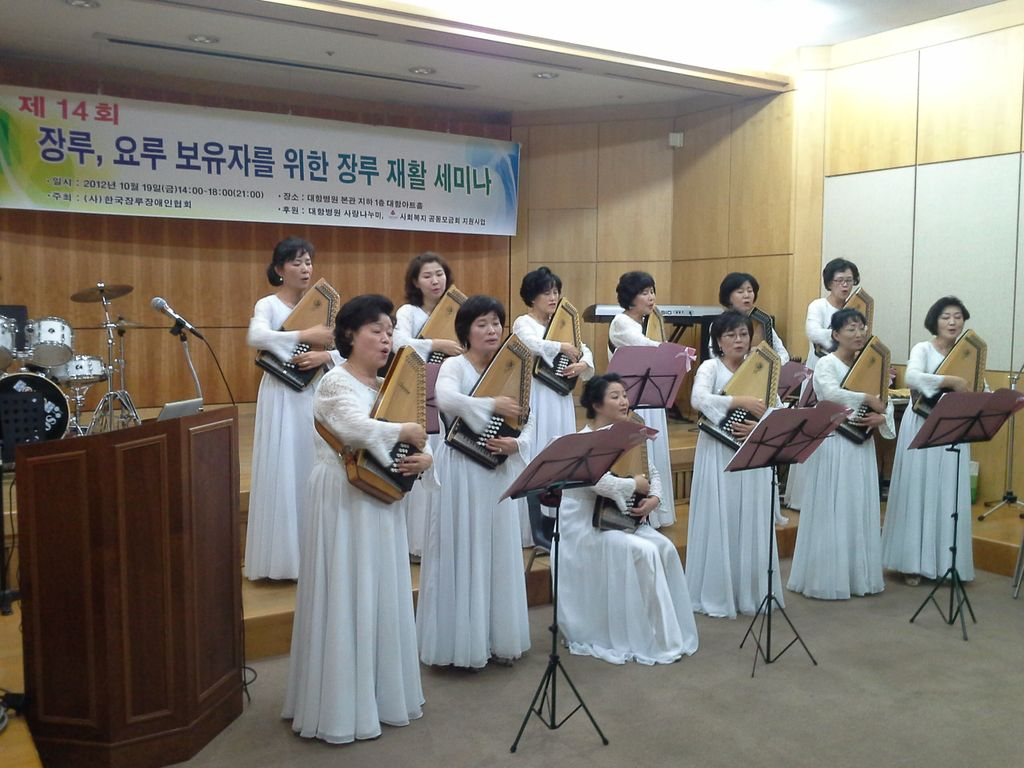 제 14회
장루, 요루 보유자를 위한 장루 재활 세미나
·일시 : 2012년 10월 19일(금)14:00-18:00(21:00)
·장소 : 대항병원 본관 지하 1층 대항아트홀
·주최 : (사)한국장루장애인협회
·후원 : 대항병원 사랑나누미, 사회복지 공동모금회 지원사업